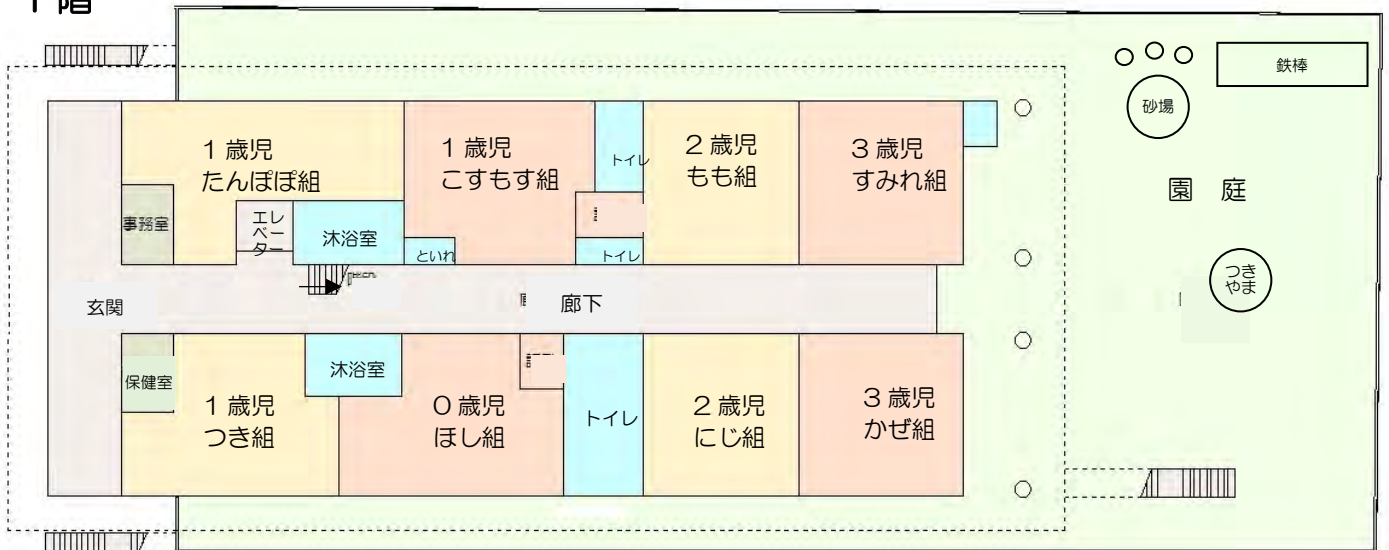 1階
鉄棒
砂場
1歳児
たんぽぽ組
1歳児
こすもす組
トイレ
2歳児
もも組
3歳児
すみれ組
園 庭
事務室
エレ
ベー
ター
沐浴室
といれ
トイレ
つき
やま
玄関
廊下
保健室
沐浴室
1歳児
つき組
0歳児
ほし組
トイレ
2歳児
にじ組
3歳児
かぜ組